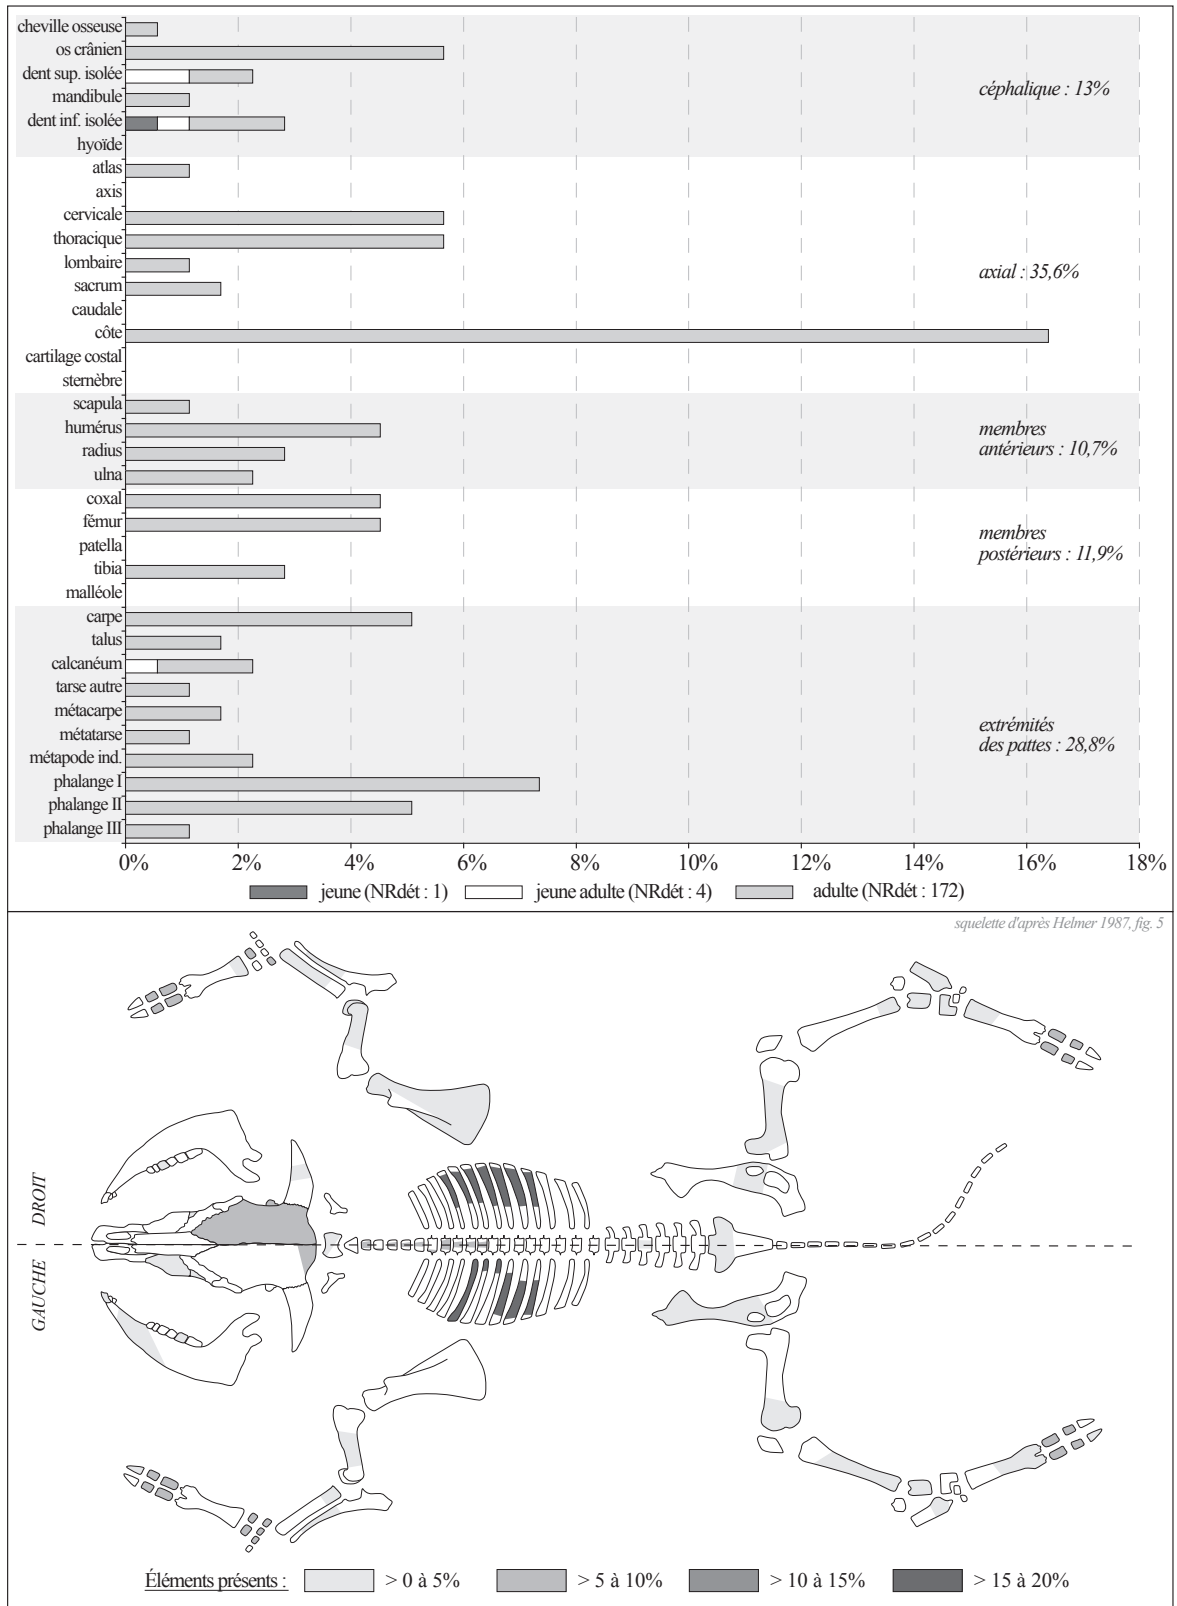 cheville osseuse
os crânien
dent sup. isolée
mandibule
dent inf. isolée
hyoïde
céphalique : 13%
atlas
axis
cervicale
thoracique
lombaire
sacrum
caudale
côte
cartilage costal
sternèbre
axial : 35,6%
scapula
humérus
radius
ulna
membres
antérieurs : 10,7%
coxal
fémur
patella
tibia
malléole
membres
postérieurs : 11,9%
carpe
talus
calcanéum
tarse autre
métacarpe
métatarse
métapode ind.
phalange I
phalange II
phalange III
extrémités
des pattes : 28,8%
0% 2% 4% 6% 8% 10% 12% 14% 16% 18%
jeune (NRdét : 1) jeune adulte (NRdét : 4) adulte (NRdét : 172)
squelette d'après Helmer 1987, fig. 5
DROIT
GAUCHE
Éléments présents : > 0 à 5% > 5 à 10% > 10 à 15% > 15 à 20%